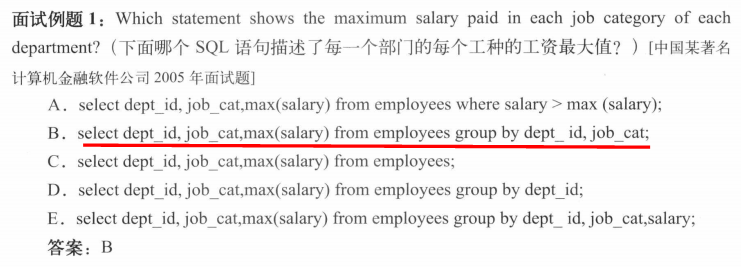 面试例题 1：Which statement shows the maximum salary paid in each job category of each
department?（下面哪个 SQL 语句描述了每一个部门的每个工种的工资最大值？）[中国某著名
计算机金融软件公司 2005 年面试题]
A．select dept_id, job_cat,max(salary) from employees where salary > max (salary);
B．select dept_id, job_cat,max(salary) from employees group by dept_ id, job_cat;
C．select dept_id, job_cat,max(salary) from employees;
D．select dept_id, job_cat,max(salary) from employees group by dept_id;
E．select dept_id, job_cat,max(salary) from employees group by dept_ id, job_cat,salary;
答案：B